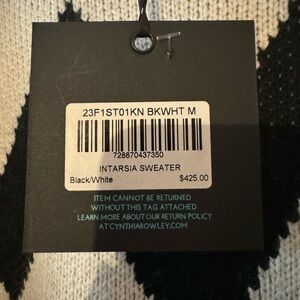 23F1ST01KN BKWHT M
728670437350
INTARSIA SWEATER
Black/White $425.00
ITEM CANNOT BE RETURNED
WITHOUT THIS TAG ATTACHED
LEARN MORE ABOUT OUR RETURN POLICY
AT CYNTHIAROWLEY.COM